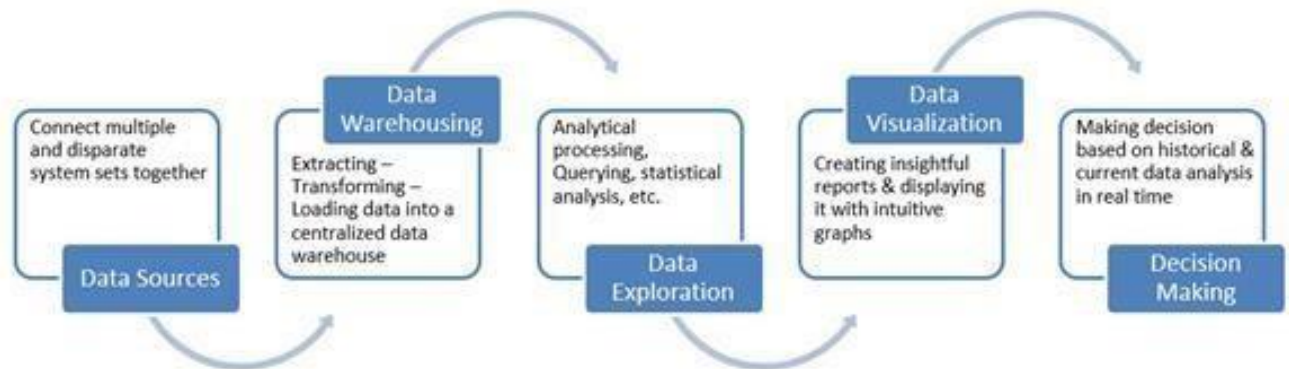 Connect multiple
and disparate
system sets together
Data Sources
Data
Warehousing
Extracting –
Transforming –
Loading data into a
centralized data
warehouse
Analytical
processing,
Querying, statistical
analysis, etc.
Data
Exploration
Data
Visualization
Creating insightful
reports & displaying
it with intuitive
graphs
Making decision
based on historical &
current data analysis
in real time
Decision
Making